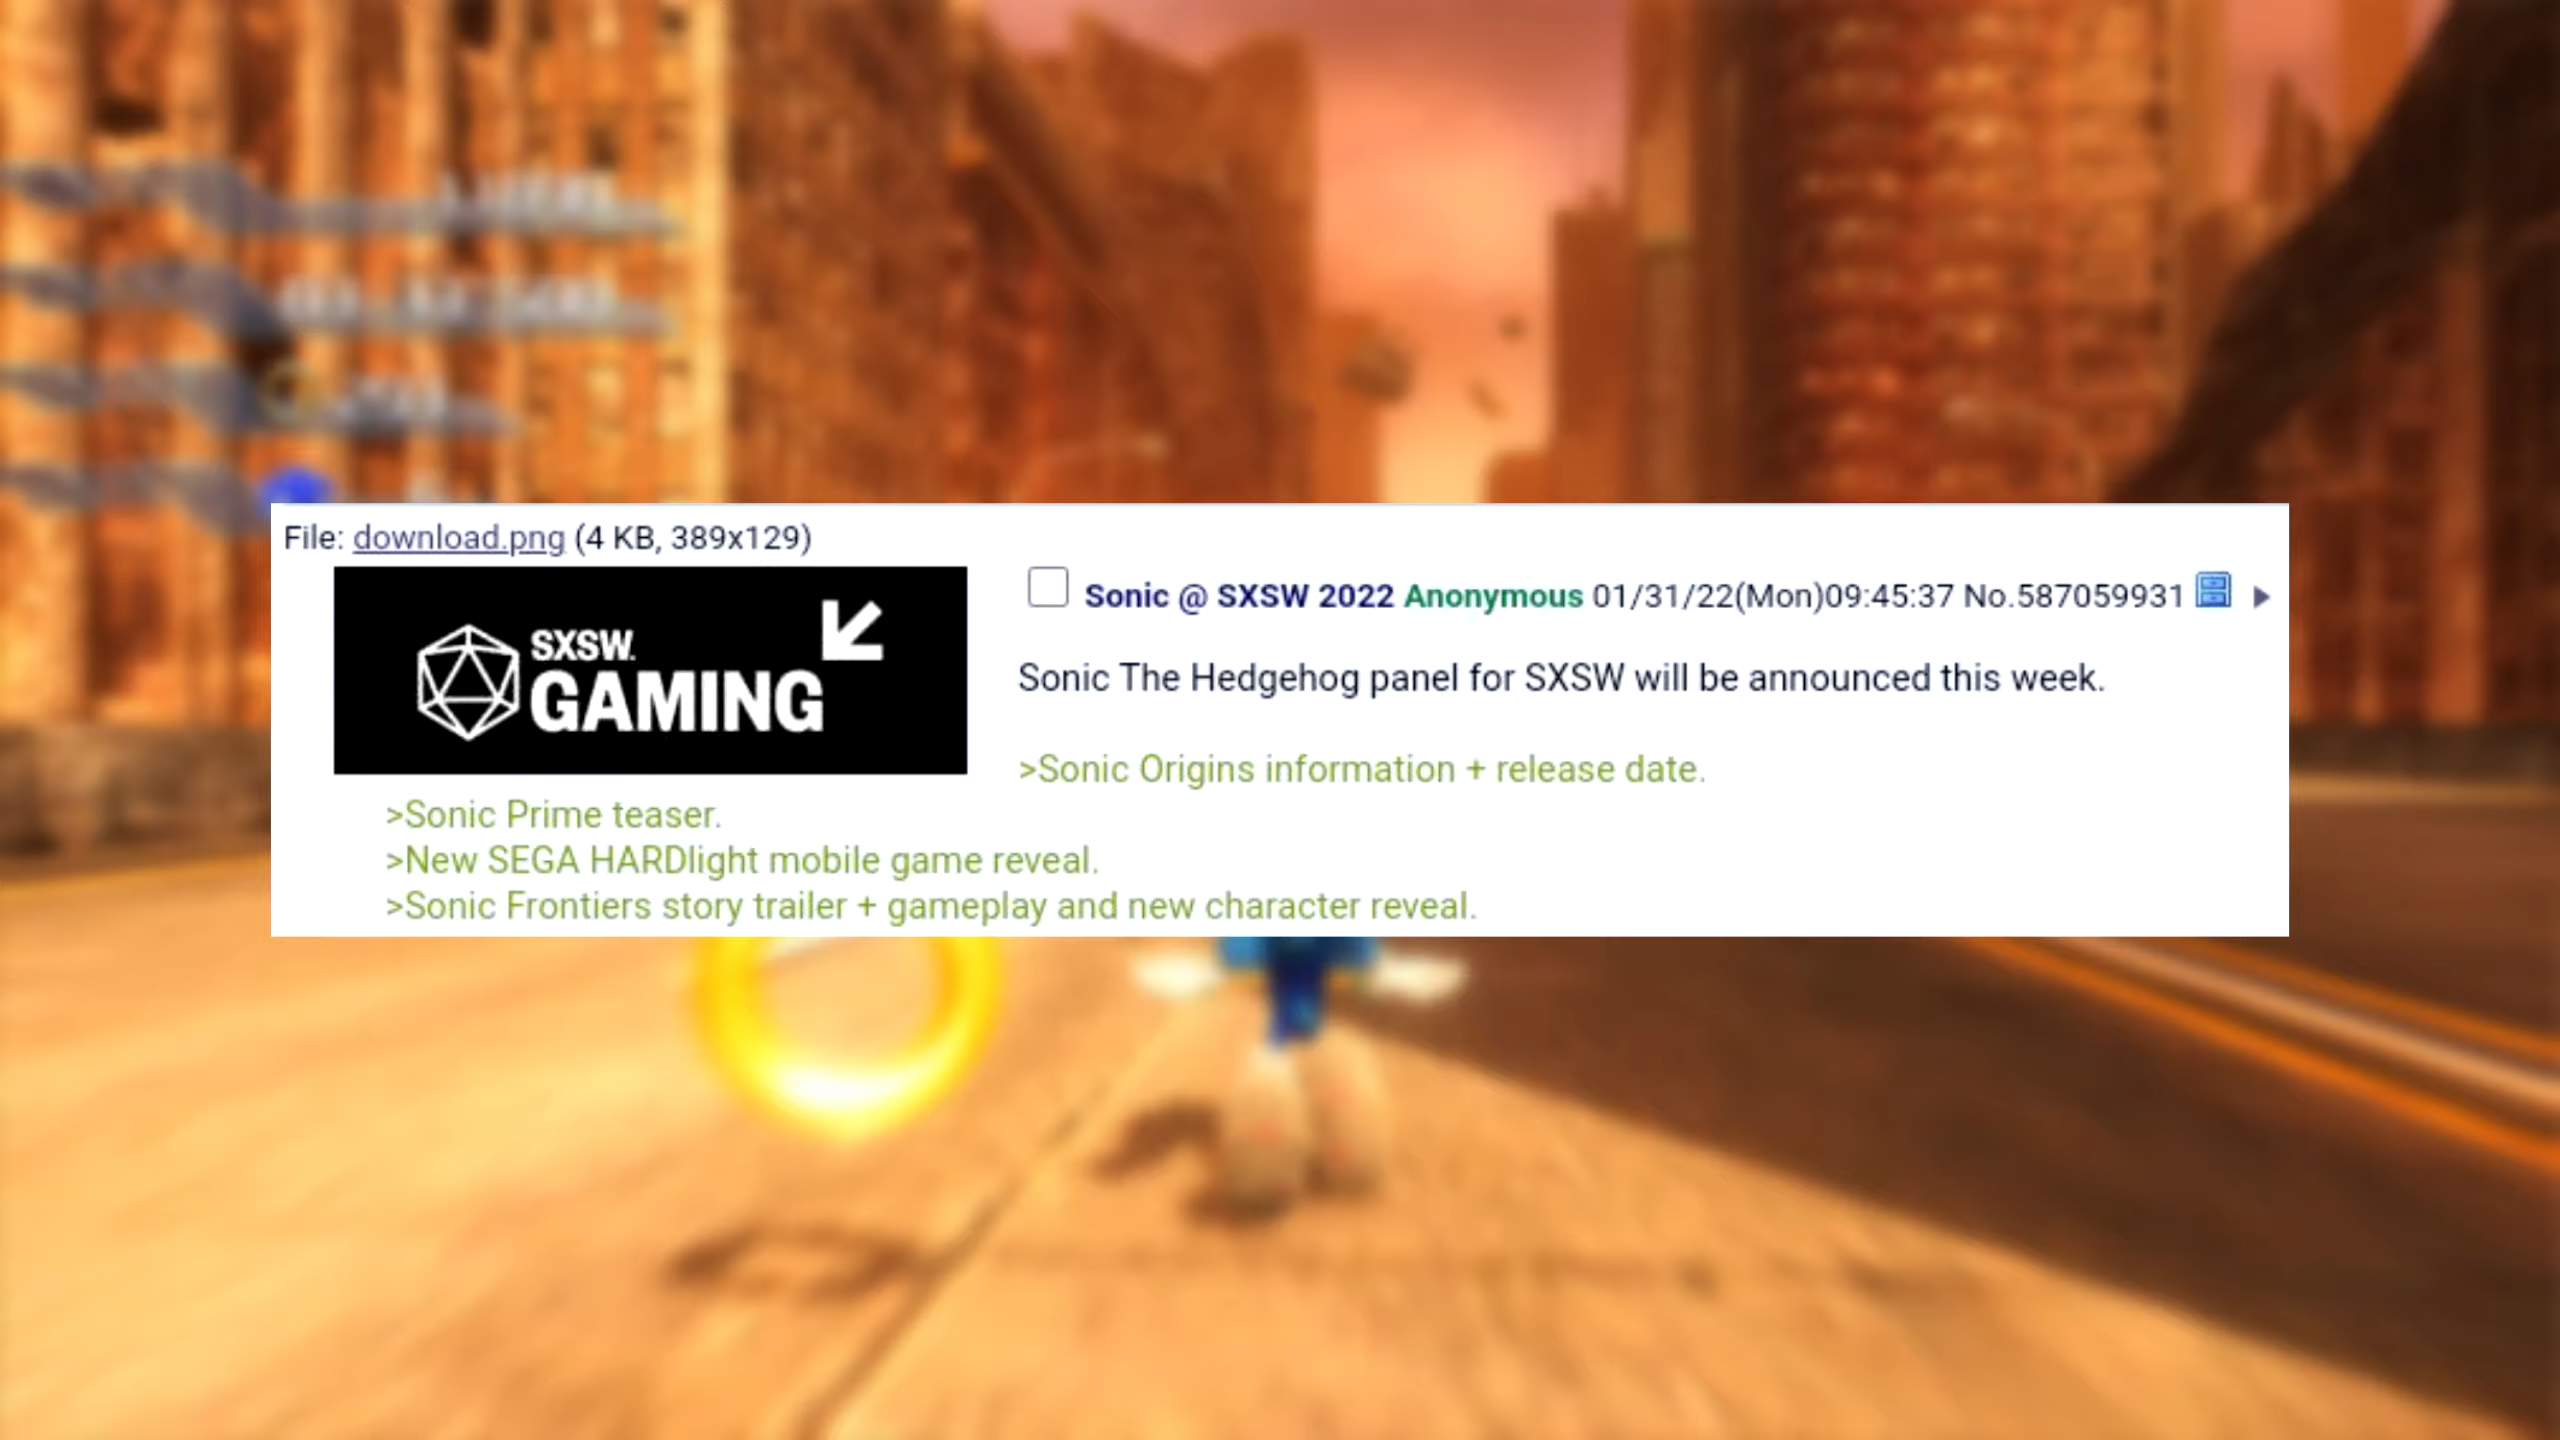 File: download.png (4 KB, 389x129)
SXSW.
GAMING
Sonic @ SXSW 2022 Anonymous 01/31/22(Mon)09:45:37 No.587059931
Sonic The Hedgehog panel for SXSW will be announced this week.
>Sonic Origins information + release date.
>Sonic Prime teaser.
>New SEGA HARDlight mobile game reveal.
>Sonic Frontiers story trailer + gameplay and new character reveal.